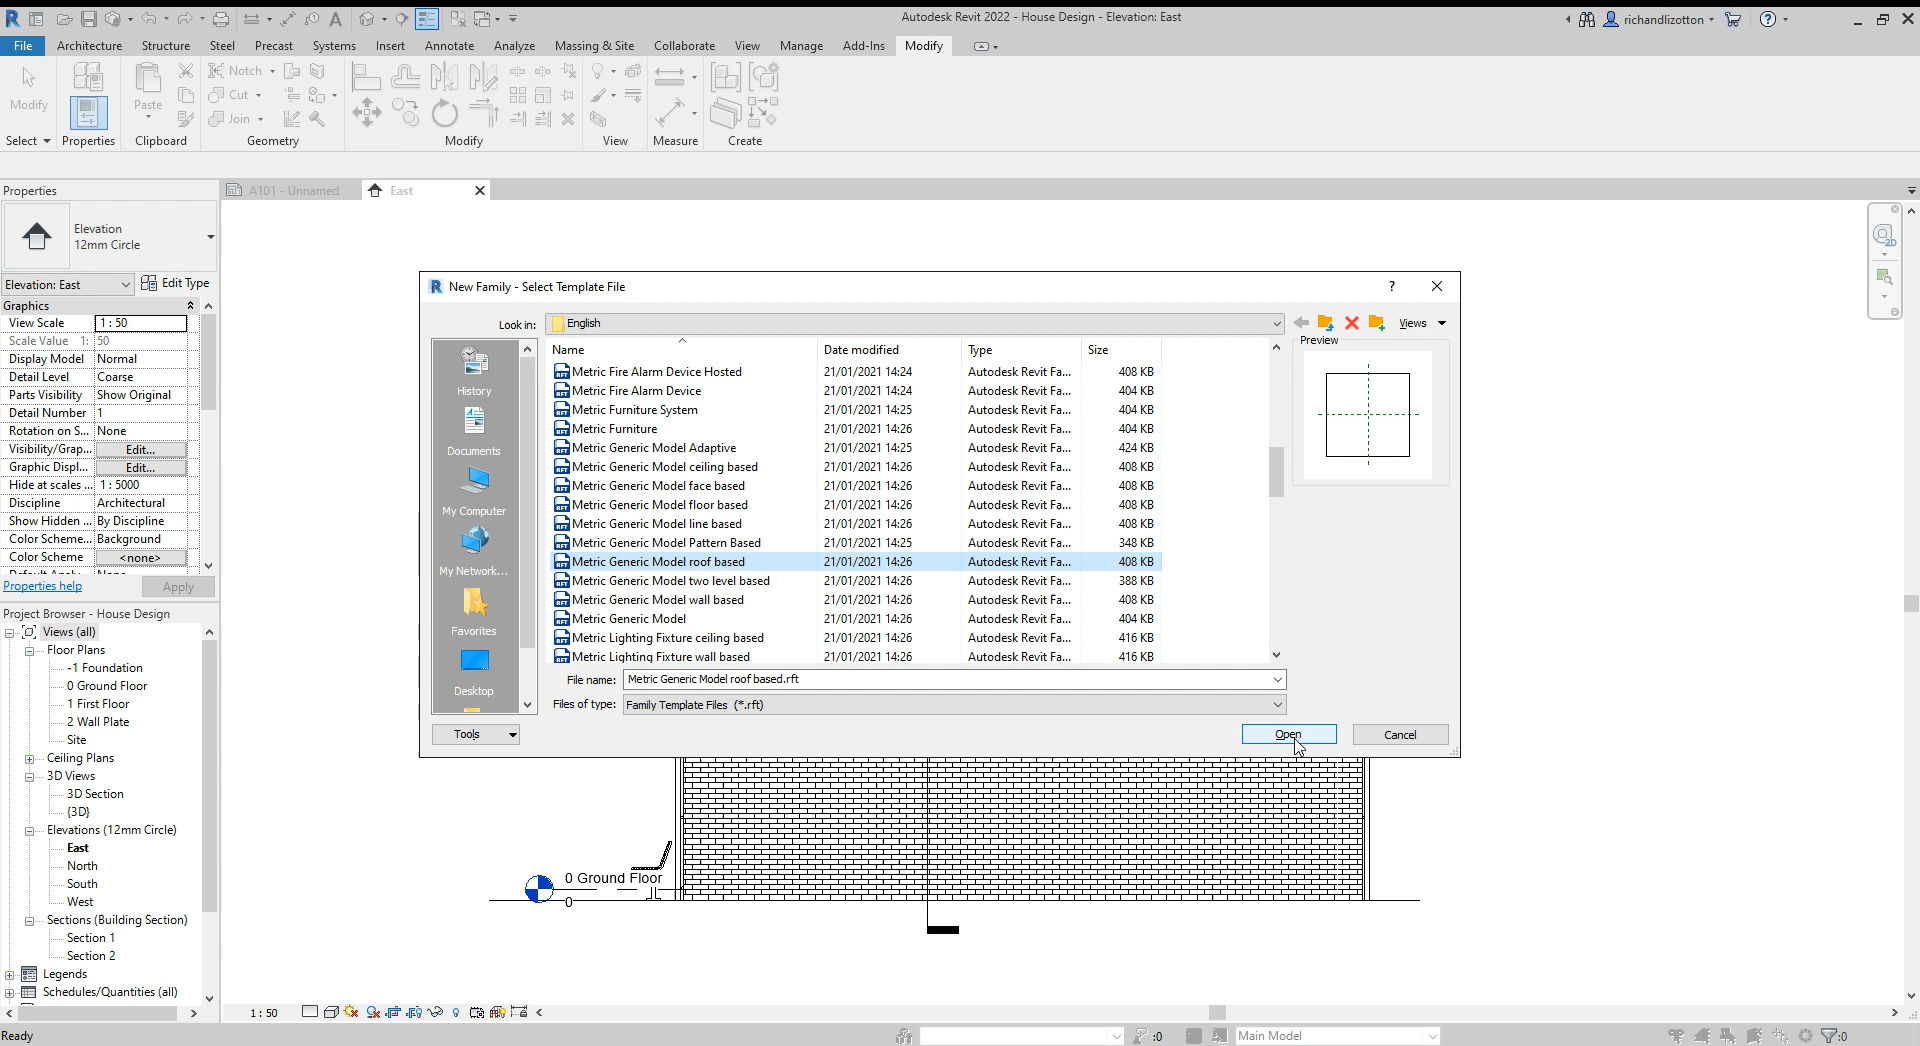 Autodesk Revit 2022 - House Design - Elevation: East
richandlizotton
File Architecture Structure Steel Precast Systems Insert Annotate Analyze Massing & Site Collaborate View Manage Add-Ins Modify
Notch
Cut
Join
Modify
Paste
Select Properties Clipboard Geometry Modify View Measure Create
Properties
A101 - Unnamed
East
Elevation
12mm Circle
Elevation: East
Edit Type
Graphics
View Scale 1 : 50
Scale Value 1: 50
Display Model Normal
Detail Level Coarse
Parts Visibility Show Original
Detail Number 1
Rotation on S... None
Visibility/Grap... Edit...
Graphic Displ... Edit...
Hide at scales ... 1 : 5000
Discipline Architectural
Show Hidden ... By Discipline
Color Scheme... Background
Color Scheme <none>
Properties help
Apply
Project Browser - House Design
Views (all)
Floor Plans
-1 Foundation
0 Ground Floor
1 First Floor
2 Wall Plate
Site
Ceiling Plans
3D Views
3D Section
{3D}
Elevations (12mm Circle)
East
North
South
West
Sections (Building Section)
Section 1
Section 2
Legends
Schedules/Quantities (all)
New Family - Select Template File
Look in: English
Views
History
Documents
My Computer
My Network...
Favorites
Desktop
Name Date modified Type Size
Metric Fire Alarm Device Hosted 21/01/2021 14:24 Autodesk Revit Fa... 408 KB
Metric Fire Alarm Device 21/01/2021 14:24 Autodesk Revit Fa... 404 KB
Metric Furniture System 21/01/2021 14:25 Autodesk Revit Fa... 404 KB
Metric Furniture 21/01/2021 14:26 Autodesk Revit Fa... 404 KB
Metric Generic Model Adaptive 21/01/2021 14:25 Autodesk Revit Fa... 424 KB
Metric Generic Model ceiling based 21/01/2021 14:26 Autodesk Revit Fa... 408 KB
Metric Generic Model face based 21/01/2021 14:26 Autodesk Revit Fa... 408 KB
Metric Generic Model floor based 21/01/2021 14:26 Autodesk Revit Fa... 408 KB
Metric Generic Model line based 21/01/2021 14:26 Autodesk Revit Fa... 408 KB
Metric Generic Model Pattern Based 21/01/2021 14:25 Autodesk Revit Fa... 348 KB
Metric Generic Model roof based 21/01/2021 14:26 Autodesk Revit Fa... 408 KB
Metric Generic Model two level based 21/01/2021 14:26 Autodesk Revit Fa... 388 KB
Metric Generic Model wall based 21/01/2021 14:26 Autodesk Revit Fa... 408 KB
Metric Generic Model 21/01/2021 14:26 Autodesk Revit Fa... 404 KB
Metric Lighting Fixture ceiling based 21/01/2021 14:26 Autodesk Revit Fa... 416 KB
Metric Lighting Fixture wall based 21/01/2021 14:26 Autodesk Revit Fa... 416 KB
Preview
File name: Metric Generic Model roof based.rft
Files of type: Family Template Files (*.rft)
Tools
Open
Cancel
0 Ground Floor
0
1 : 50
Ready
:0
Main Model
:0